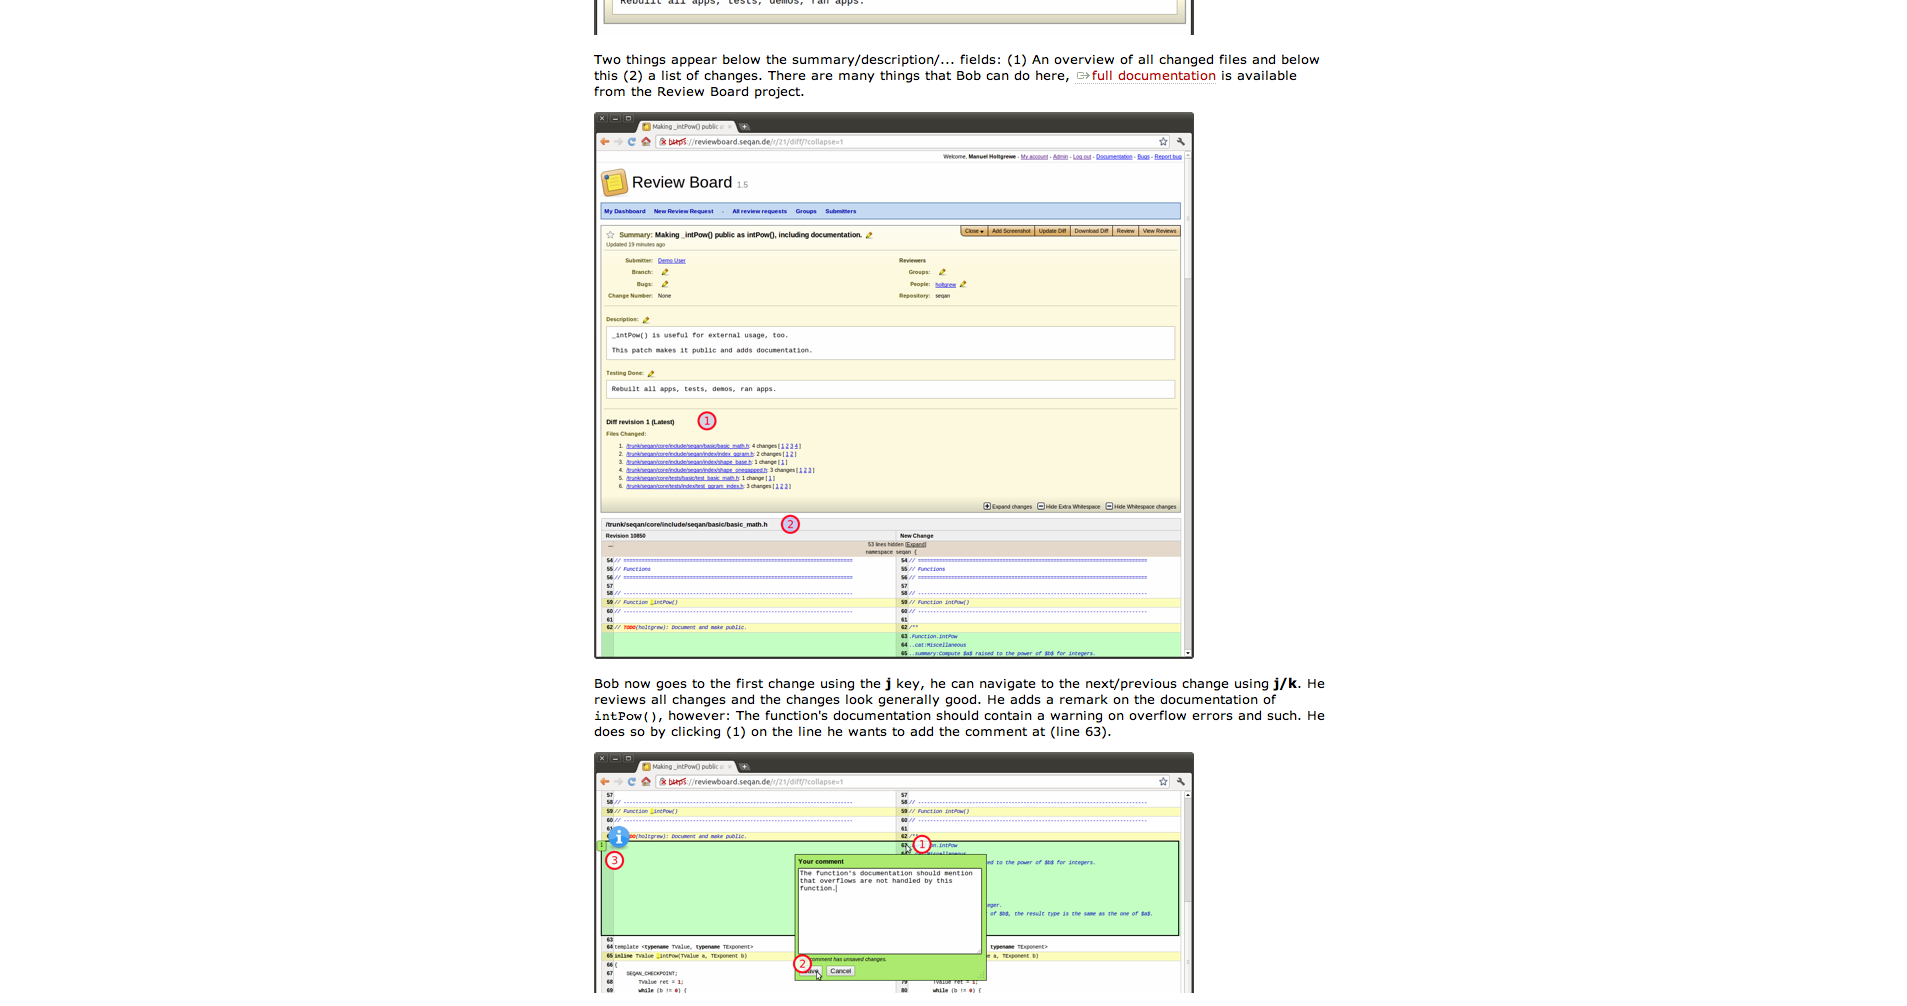 Rebuilt all apps, tests, demos, ran apps.
Two things appear below the summary/description/... fields: (1) An overview of all changed files and below
this (2) a list of changes. There are many things that Bob can do here, full documentation is available
from the Review Board project.
Making _intPow() public a
https://reviewboard.seqan.de/r/21/diff/?collapse=1
Welcome, Manuel Holtgrewe - My account - Admin - Log out - Documentation - Bugs - Report bug
Review Board 1.5
My Dashboard New Review Request - All review requests Groups Submitters
Summary: Making _intPow() public as intPow(), including documentation.
Close Add Screenshot Update Diff Download Diff Review View Reviews
Updated 19 minutes ago
Submitter: Demo User
Reviewers
Branch:
Groups:
Bugs:
People: holtgrew
Change Number: None
Repository: seqan
Description:
_intPow() is useful for external usage, too.
This patch makes it public and adds documentation.
Testing Done:
Rebuilt all apps, tests, demos, ran apps.
Diff revision 1 (Latest) 1
Files Changed:
1. /trunk/seqan/core/include/seqan/basic/basic_math.h: 4 changes [ 1 2 3 4 ]
2. /trunk/seqan/core/include/seqan/index/index_qgram.h: 2 changes [ 1 2 ]
3. /trunk/seqan/core/include/seqan/index/shape_base.h: 1 change [ 1 ]
4. /trunk/seqan/core/include/seqan/index/shape_onegapped.h: 3 changes [ 1 2 3 ]
5. /trunk/seqan/core/tests/basic/test_basic_math.h: 1 change [ 1 ]
6. /trunk/seqan/core/tests/index/test_qgram_index.h: 3 changes [ 1 2 3 ]
Expand changes Hide Extra Whitespace Hide Whitespace changes
/trunk/seqan/core/include/seqan/basic/basic_math.h 2
Revision 10850 New Change
... 53 lines hidden [Expand]
namespace seqan {
54 // ========================================================== 54 // ==========================================================
55 // Functions 55 // Functions
56 // ========================================================== 56 // ==========================================================
57 57
58 // ---------------------------------------------------------- 58 // ----------------------------------------------------------
59 // Function _intPow() 59 // Function intPow()
60 // ---------------------------------------------------------- 60 // ----------------------------------------------------------
61 61
62 // TODO(holtgrew): Document and make public. 62 /**
63 .Function.intPow
64 ..cat:Miscellaneous
65 ..summary:Compute $a$ raised to the power of $b$ for integers.
Bob now goes to the first change using the j key, he can navigate to the next/previous change using j/k. He
reviews all changes and the changes look generally good. He adds a remark on the documentation of
intPow(), however: The function's documentation should contain a warning on overflow errors and such. He
does so by clicking (1) on the line he wants to add the comment at (line 63).
Making _intPow() public a
https://reviewboard.seqan.de/r/21/diff/?collapse=1
57 57
58 // ---------------------------------------------------------- 58 // ----------------------------------------------------------
59 // Function _intPow() 59 // Function intPow()
60 // ---------------------------------------------------------- 60 // ----------------------------------------------------------
61 61
DO(holtgrew): Document and make public. 62
1 n.intPow 1
3
Your comment
ed to the power of $b$ for integers.
The function's documentation should mention
that overflows are not handled by this
function.
eger.
of $b$, the result type is the same as the one of $a$.
63
64 template <typename TValue, typename TExponent> typename TExponent>
65 inline TValue _intPow(TValue a, TExponent b) e a, TExponent b)
comment has unsaved changes.
66 {
2 Cancel
67 SEQAN_CHECKPOINT;
68 TValue ret = 1; 79 TValue ret = 1;
69 while (b != 0) { 80 while (b != 0) {